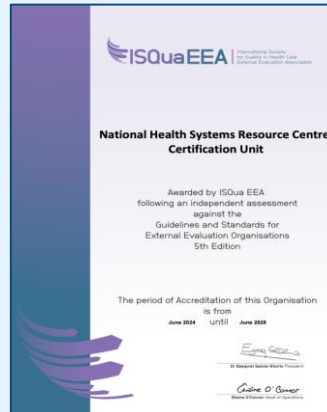 ISQua EEA
International Society
for Quality in Health Care
External Evaluation Association
National Health Systems Resource Centre
Certification Unit
Awarded by ISQua EEA
following an independent assessment
against the
Guidelines and Standards for
External Evaluation Organisations
5th Edition
The period of Accreditation of this Organisation
is from
June 2024 until June 2028
President
Elaine O'Connor Head of Operations